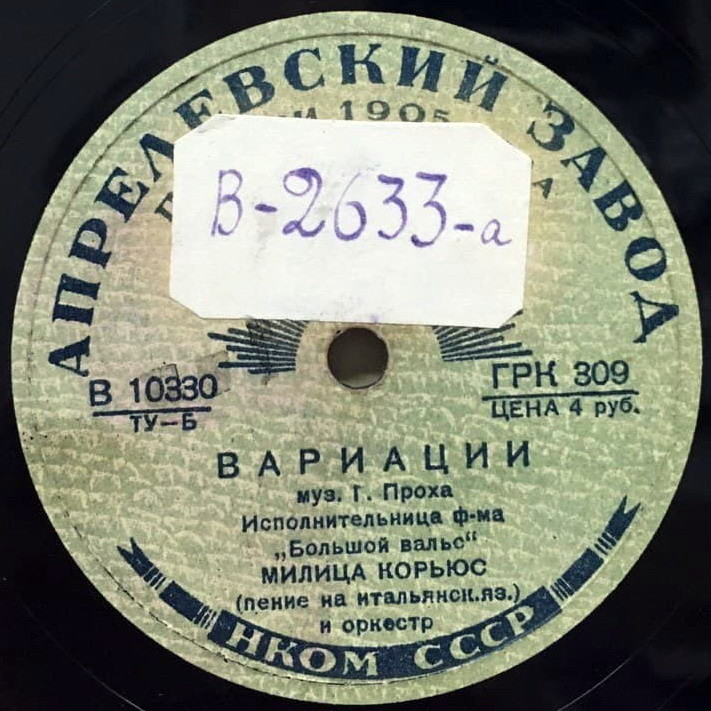 АПРЕЛЕВСКИЙ ЗАВОД
1905
В-2633-а
В 10330
ТУ—Б
ГРК 309
ЦЕНА 4 руб.
ВАРИАЦИИ
муз. Г. Проха
Исполнительница ф-ма
„Большой вальс“
МИЛИЦА КОРЬЮС
(пение на итальянск.яз.)
и оркестр
НКОМ СССР